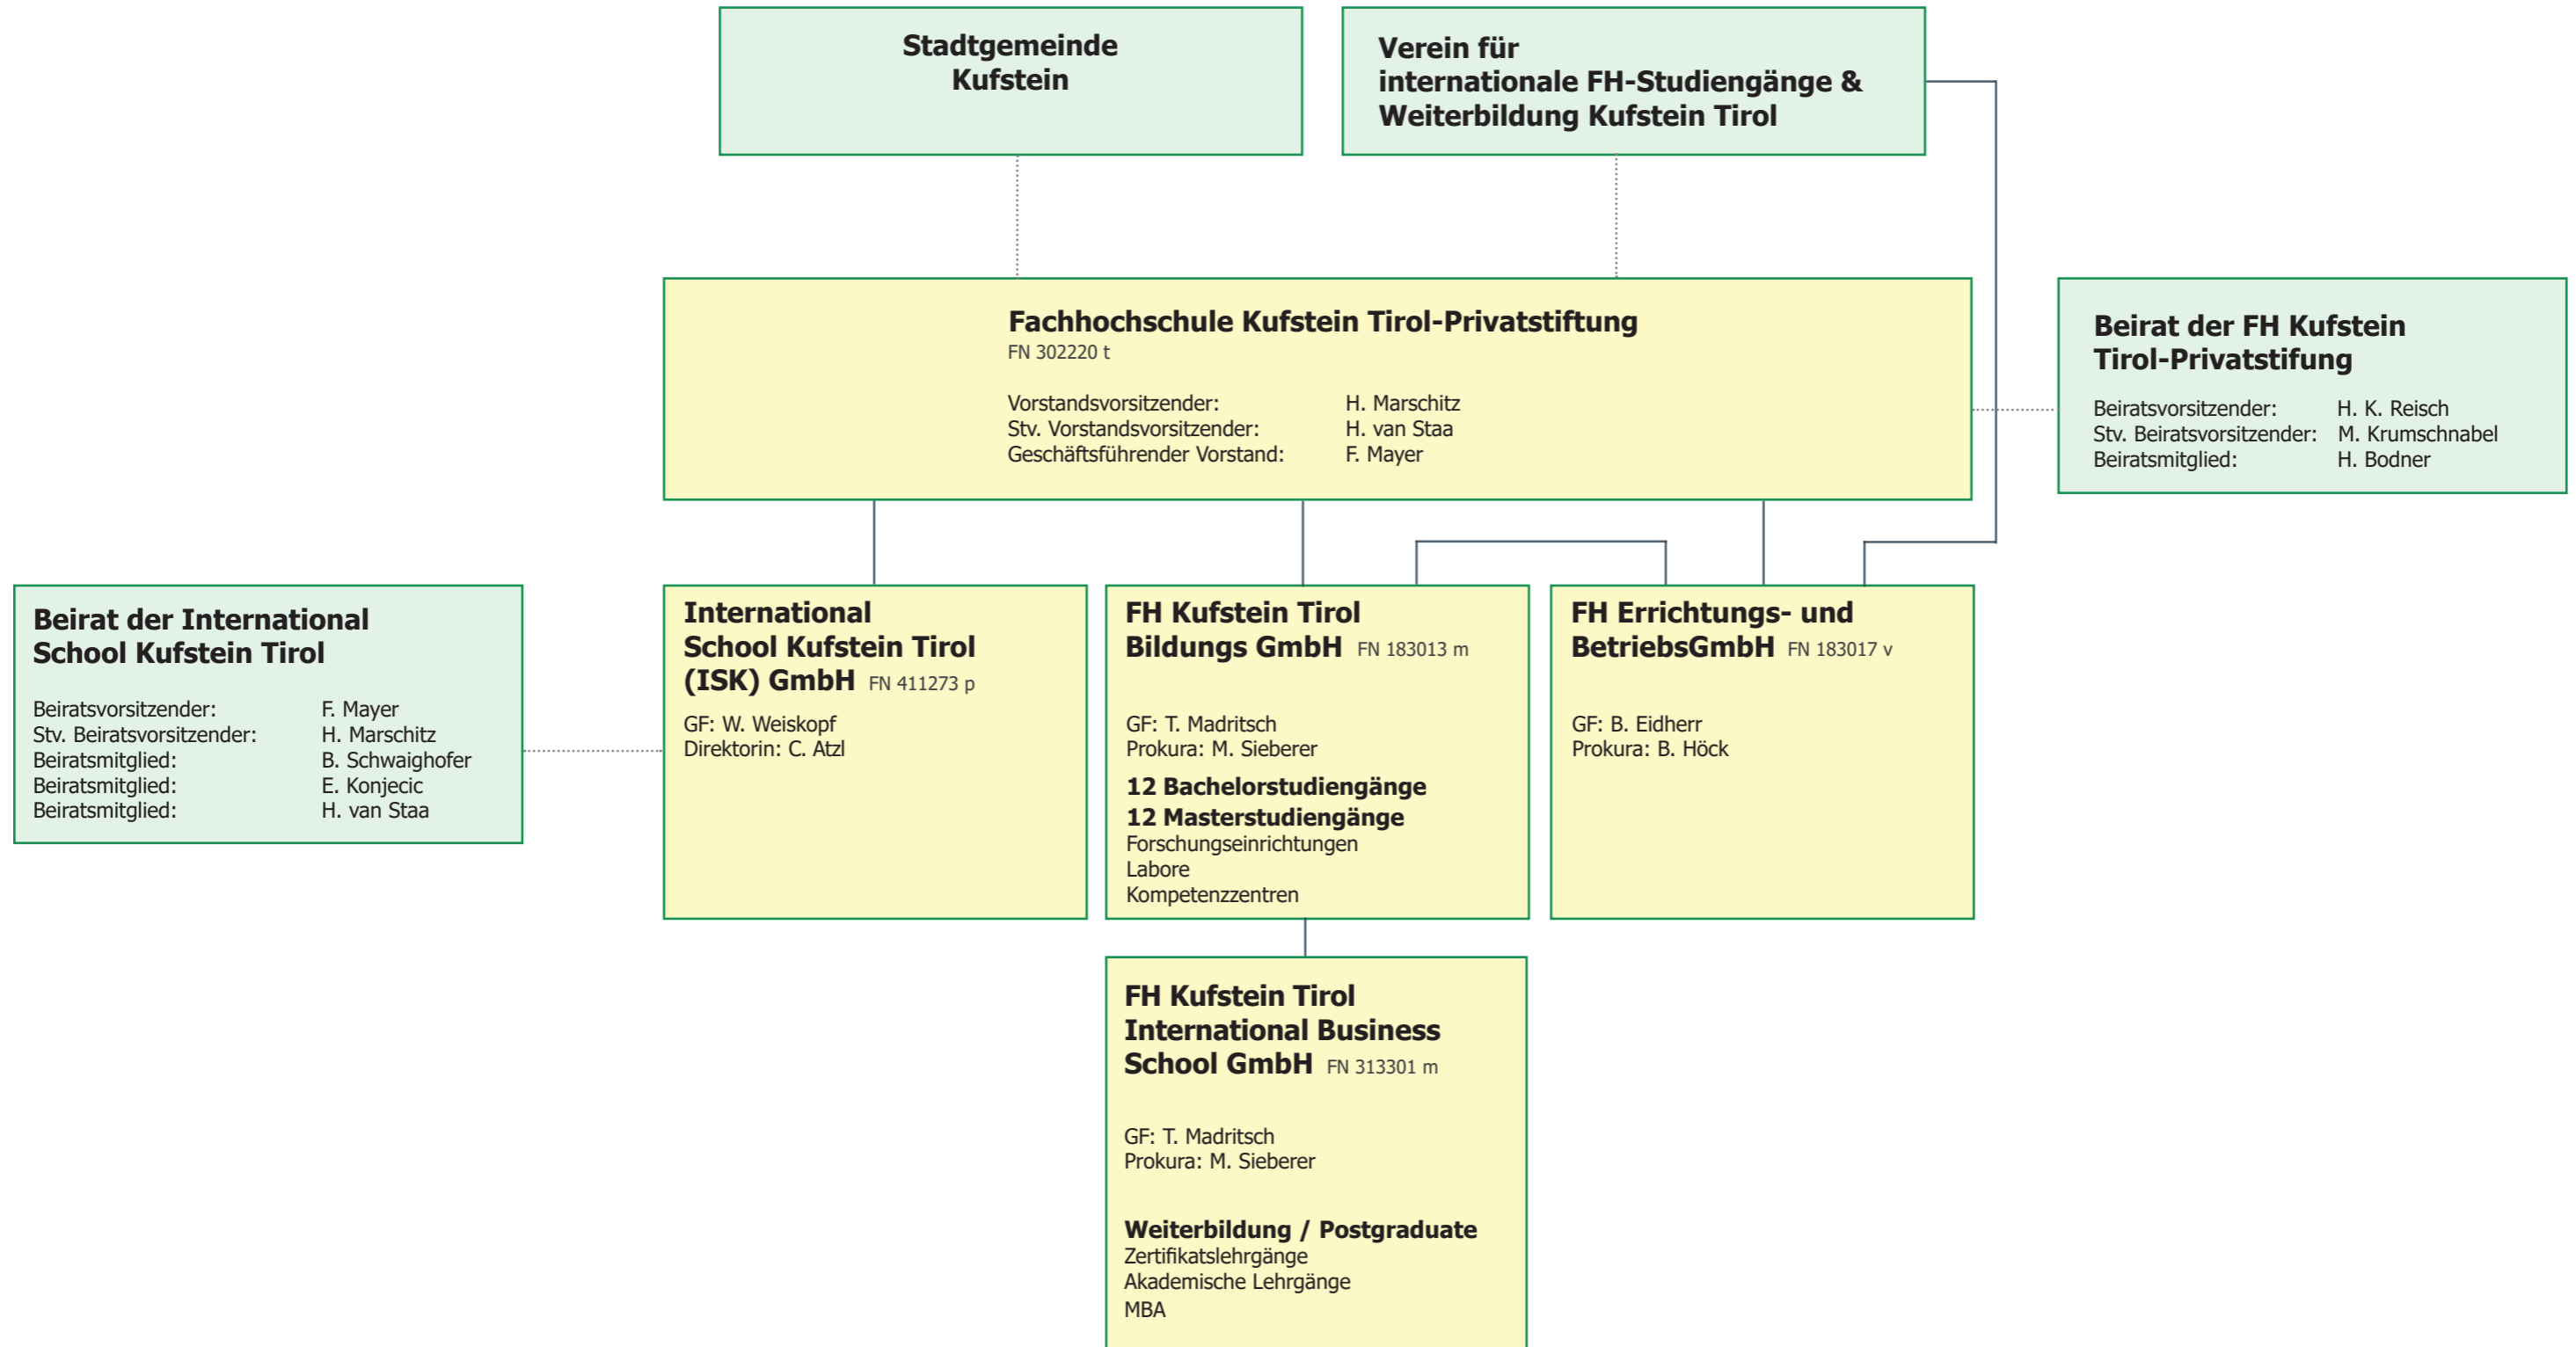 Stadtgemeinde
Kufstein
Verein für
internationale FH-Studiengänge &
Weiterbildung Kufstein Tirol
Fachhochschule Kufstein Tirol-Privatstiftung
FN 302220 t
Vorstandsvorsitzender: H. Marschitz
Stv. Vorstandsvorsitzender: H. van Staa
Geschäftsführender Vorstand: F. Mayer
Beirat der FH Kufstein
Tirol-Privatstifung
Beiratsvorsitzender: H. K. Reisch
Stv. Beiratsvorsitzender: M. Krumschnabel
Beiratsmitglied: H. Bodner
Beirat der International
School Kufstein Tirol
Beiratsvorsitzender: F. Mayer
Stv. Beiratsvorsitzender: H. Marschitz
Beiratsmitglied: B. Schwaighofer
Beiratsmitglied: E. Konjecic
Beiratsmitglied: H. van Staa
International
School Kufstein Tirol
(ISK) GmbH FN 411273 p
GF: W. Weiskopf
Direktorin: C. Atzl
FH Kufstein Tirol
Bildungs GmbH FN 183013 m
GF: T. Madritsch
Prokura: M. Sieberer
12 Bachelorstudiengänge
12 Masterstudiengänge
Forschungseinrichtungen
Labore
Kompetenzzentren
FH Errichtungs- und
BetriebsGmbH FN 183017 v
GF: B. Eidherr
Prokura: B. Höck
FH Kufstein Tirol
International Business
School GmbH FN 313301 m
GF: T. Madritsch
Prokura: M. Sieberer
Weiterbildung / Postgraduate
Zertifikatslehrgänge
Akademische Lehrgänge
MBA